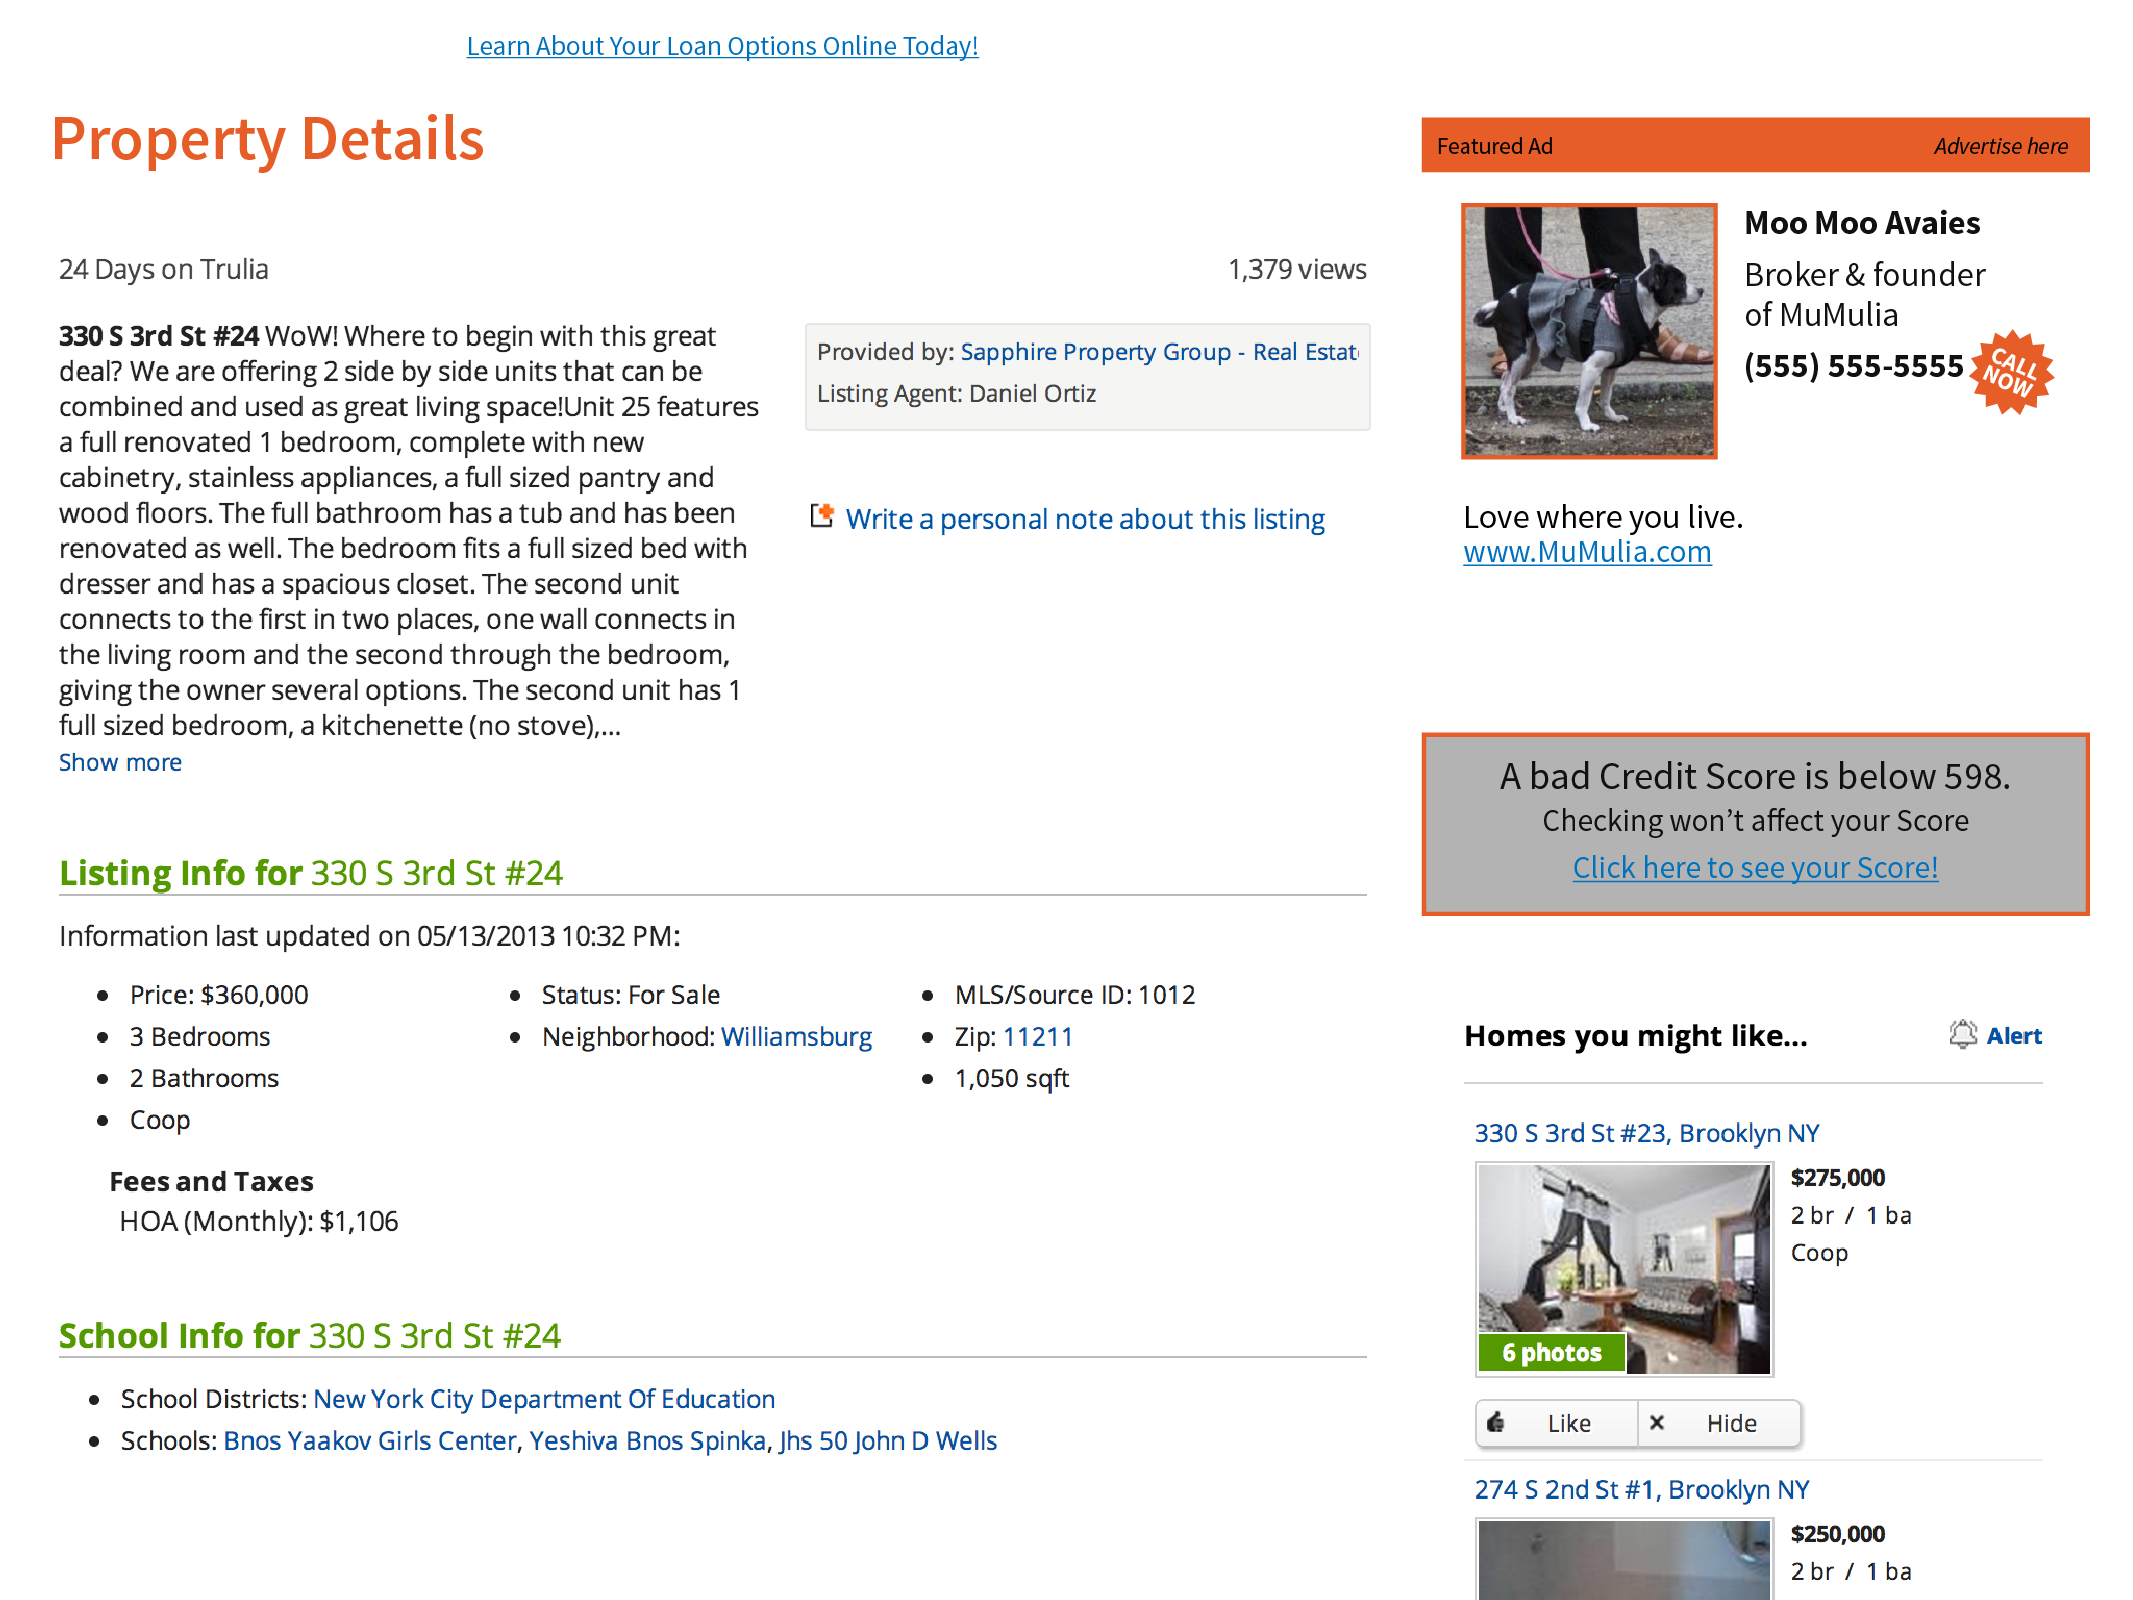 Learn About Your Loan Options Online Today!
Property Details
24 Days on Trulia
1,379 views
330 S 3rd St #24 WoW! Where to begin with this great
deal? We are offering 2 side by side units that can be
combined and used as great living space!Unit 25 features
a full renovated 1 bedroom, complete with new
cabinetry, stainless appliances, a full sized pantry and
wood floors. The full bathroom has a tub and has been
renovated as well. The bedroom fits a full sized bed with
dresser and has a spacious closet. The second unit
connects to the first in two places, one wall connects in
the living room and the second through the bedroom,
giving the owner several options. The second unit has 1
full sized bedroom, a kitchenette (no stove),...
Show more
Provided by: Sapphire Property Group - Real Estat
Listing Agent: Daniel Ortiz
Write a personal note about this listing
Listing Info for 330 S 3rd St #24
Information last updated on 05/13/2013 10:32 PM:
Price: $360,000
3 Bedrooms
2 Bathrooms
Coop
Status: For Sale
Neighborhood: Williamsburg
MLS/Source ID: 1012
Zip: 11211
1,050 sqft
Fees and Taxes
HOA (Monthly): $1,106
School Info for 330 S 3rd St #24
School Districts: New York City Department Of Education
Schools: Bnos Yaakov Girls Center, Yeshiva Bnos Spinka, Jhs 50 John D Wells
Featured Ad
Advertise here
Moo Moo Avaies
Broker & founder
of MuMulia
(555) 555-5555
CALL
NOW
Love where you live.
www.MuMulia.com
A bad Credit Score is below 598.
Checking won't affect your Score
Click here to see your Score!
Homes you might like...
Alert
330 S 3rd St #23, Brooklyn NY
$275,000
2 br / 1 ba
Coop
6 photos
Like
Hide
274 S 2nd St #1, Brooklyn NY
$250,000
2 br / 1 ba